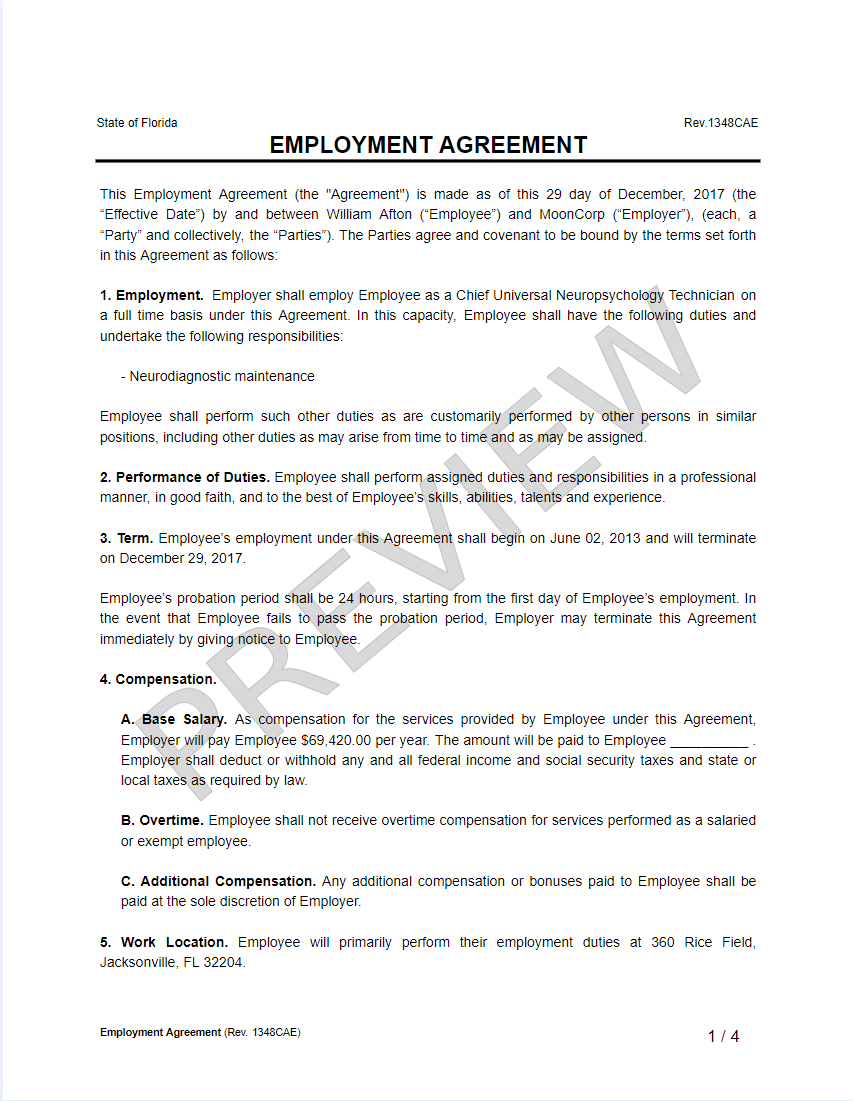 State of Florida
Rev.1348CAE
EMPLOYMENT AGREEMENT
This Employment Agreement (the "Agreement") is made as of this 29 day of December, 2017 (the
“Effective Date”) by and between William Afton (“Employee”) and MoonCorp (“Employer”), (each, a
“Party” and collectively, the “Parties”). The Parties agree and covenant to be bound by the terms set forth
in this Agreement as follows:
1. Employment. Employer shall employ Employee as a Chief Universal Neuropsychology Technician on
a full time basis under this Agreement. In this capacity, Employee shall have the following duties and
undertake the following responsibilities:
- Neurodiagnostic maintenance
Employee shall perform such other duties as are customarily performed by other persons in similar
positions, including other duties as may arise from time to time and as may be assigned.
2. Performance of Duties. Employee shall perform assigned duties and responsibilities in a professional
manner, in good faith, and to the best of Employee’s skills, abilities, talents and experience.
3. Term. Employee’s employment under this Agreement shall begin on June 02, 2013 and will terminate
on December 29, 2017.
Employee’s probation period shall be 24 hours, starting from the first day of Employee’s employment. In
the event that Employee fails to pass the probation period, Employer may terminate this Agreement
immediately by giving notice to Employee.
4. Compensation.
A. Base Salary. As compensation for the services provided by Employee under this Agreement,
Employer will pay Employee $69,420.00 per year. The amount will be paid to Employee __________ .
Employer shall deduct or withhold any and all federal income and social security taxes and state or
local taxes as required by law.
B. Overtime. Employee shall not receive overtime compensation for services performed as a salaried
or exempt employee.
C. Additional Compensation. Any additional compensation or bonuses paid to Employee shall be
paid at the sole discretion of Employer.
5. Work Location. Employee will primarily perform their employment duties at 360 Rice Field,
Jacksonville, FL 32204.
Employment Agreement (Rev. 1348CAE)
1 / 4
PREVIEW